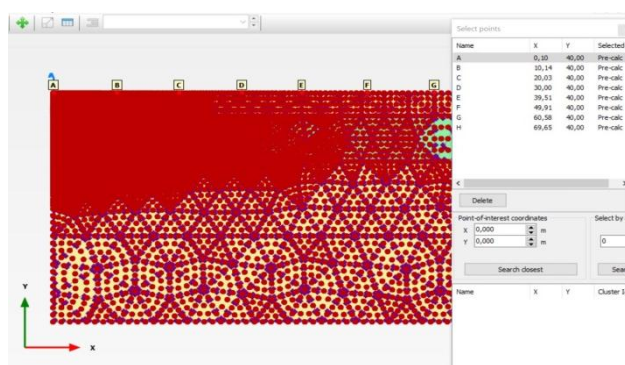 Select points
Name X Y Selected
A 0,10 40,00 Pre-calc
B 10,14 40,00 Pre-calc
C 20,03 40,00 Pre-calc
D 30,00 40,00 Pre-calc
E 39,51 40,00 Pre-calc
F 49,91 40,00 Pre-calc
G 60,58 40,00 Pre-calc
H 69,65 40,00 Pre-calc
A B C D E F G
Delete
Point-of-interest coordinates Select by
X 0,000 m
Y 0,000 m 0
Search closest Sea
Name X Y Cluster I
Y
X